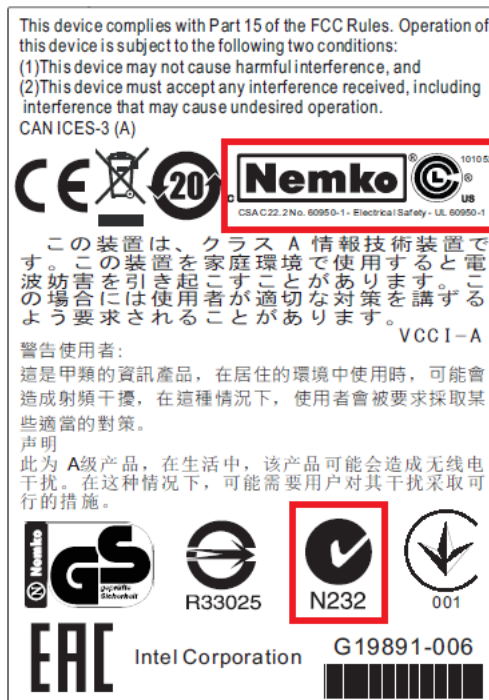 This device complies with Part 15 of the FCC Rules. Operation of
this device is subject to the following two conditions:
(1)This device may not cause harmful interference, and
(2)This device must accept any interference received, including
interference that may cause undesired operation.
CAN ICES-3 (A)
CE 20 C Nemko ® C L ® US
CSA C22.2 No. 60950-1 - Electrical Safety - UL 60950-1
この装置は、クラス A 情報技術装置で
す。この装置を家庭環境で使用すると電
波妨害を引き起こすことがあります。こ
の場合には使用者が適切な対策を講ずる
よう要求されることがあります。
VCCI-A
警告使用者:
這是甲類的資訊產品，在居住的環境中使用時，可能會
造成射頻干擾，在這種情況下，使用者會被要求採取某
些適當的對策。
声明
此为 A级产品，在生活中，该产品可能会造成无线电
干扰。在这种情况下，可能需要用户对其干扰采取可
行的措施。
N Nemko GS geprüfte Sicherheit
R33025 N232 001
EAC Intel Corporation G19891-006